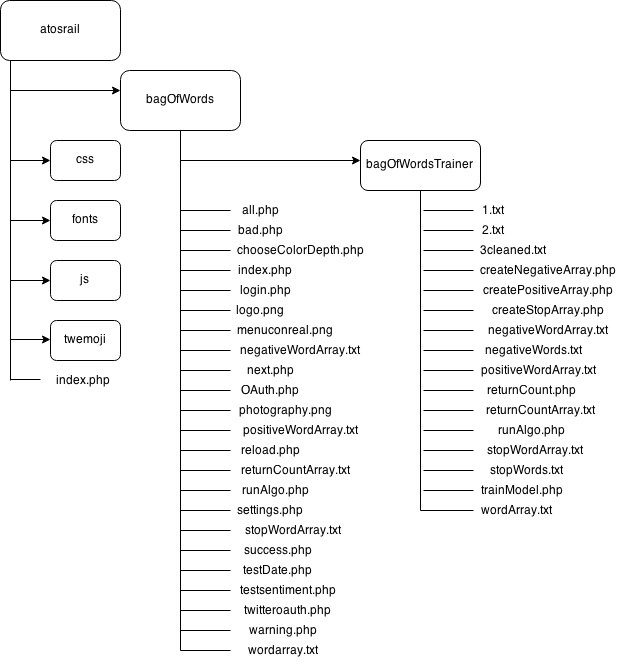 atosrail
bagOfWords
css
fonts
js
twemoji
index.php
all.php
bad.php
chooseColorDepth.php
index.php
login.php
logo.png
menuconreal.png
negativeWordArray.txt
next.php
OAuth.php
photography.png
positiveWordArray.txt
reload.php
returnCountArray.txt
runAlgo.php
settings.php
stopWordArray.txt
success.php
testDate.php
testsentiment.php
twitteroauth.php
warning.php
wordarray.txt
bagOfWordsTrainer
1.txt
2.txt
3cleaned.txt
createNegativeArray.php
createPositiveArray.php
createStopArray.php
negativeWordArray.txt
negativeWords.txt
positiveWordArray.txt
returnCount.php
returnCountArray.txt
runAlgo.php
stopWordArray.txt
stopWords.txt
trainModel.php
wordArray.txt